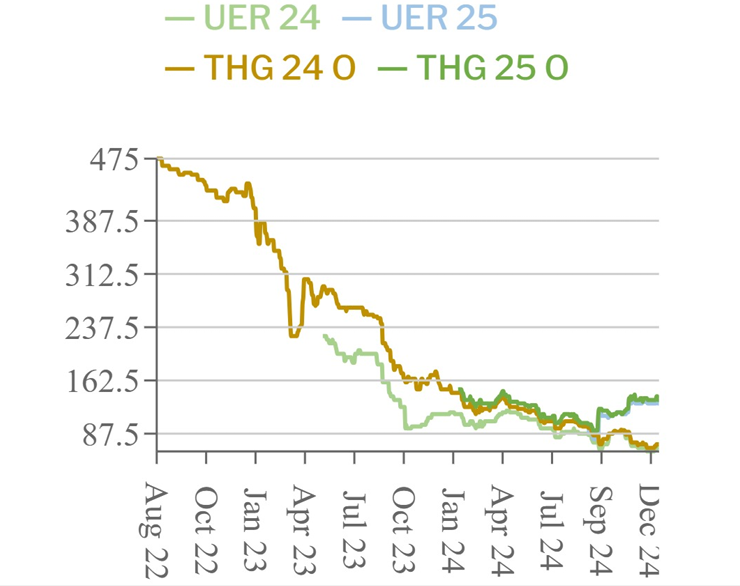 UER 24 UER 25
THG 24 O THG 25 O
475
387.5
312.5
237.5
162.5
87.5
Aug 22 Oct 22 Jan 23 Apr 23 Jul 23 Oct 23 Jan 24 Apr 24 Jul 24 Sep 24 Dec 24